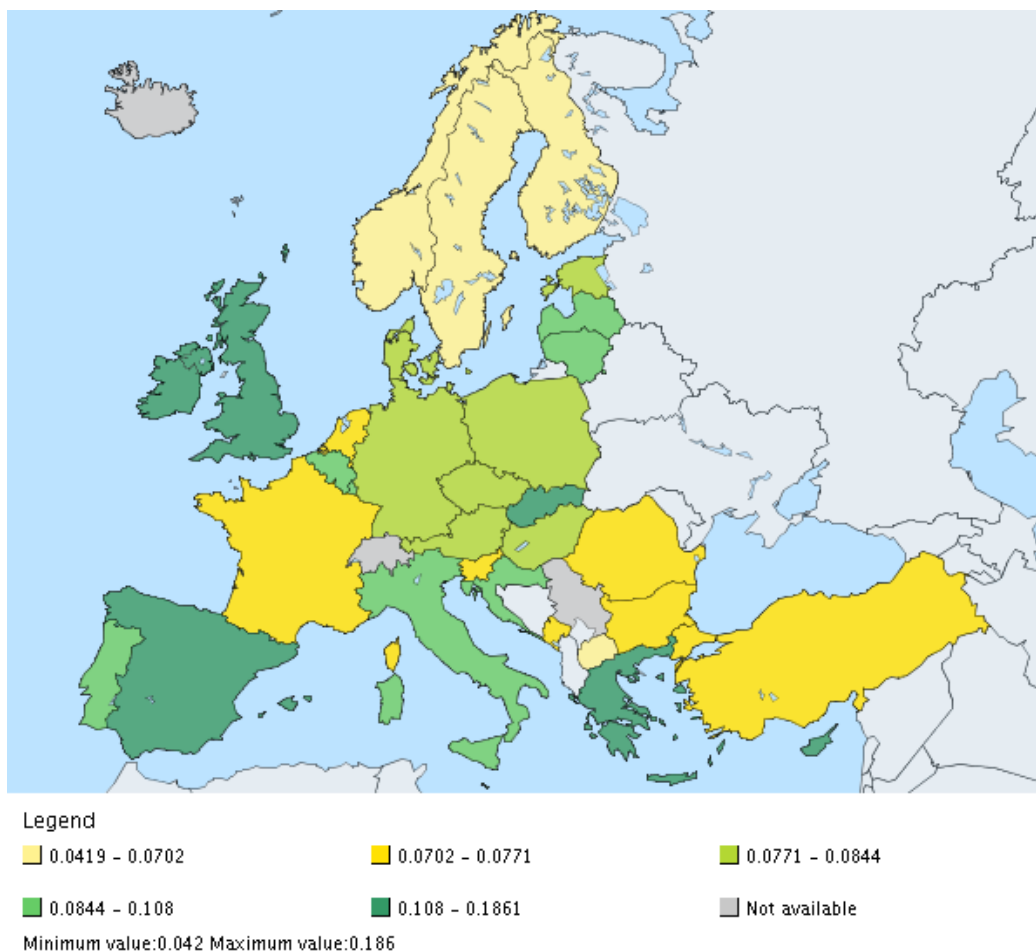 Legend
0.0419 - 0.0702 0.0702 - 0.0771 0.0771 - 0.0844
0.0844 - 0.108 0.108 - 0.1861 Not available
Minimum value:0.042 Maximum value:0.186